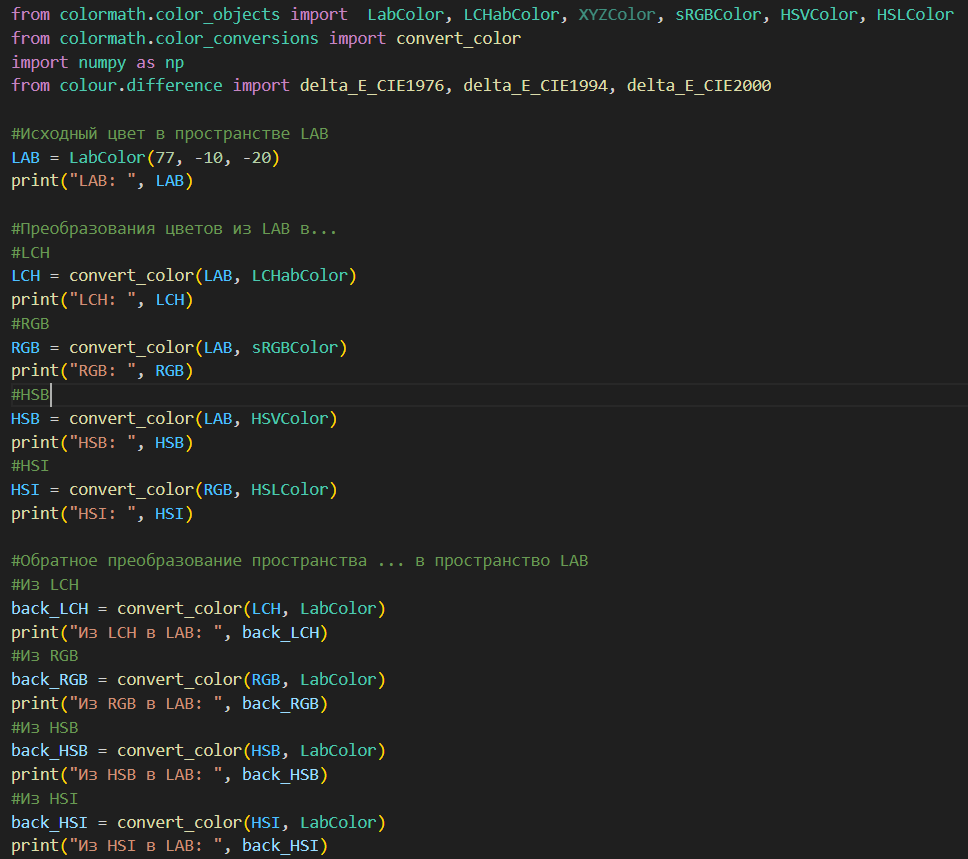 from colormath.color_objects import  LabColor, LCHabColor, XYZColor, sRGBColor, HSVColor, HSLColor
from colormath.color_conversions import convert_color
import numpy as np
from colour.difference import delta_E_CIE1976, delta_E_CIE1994, delta_E_CIE2000

#Исходный цвет в пространстве LAB
LAB = LabColor(77, -10, -20)
print("LAB: ", LAB)

#Преобразования цветов из LAB в...
#LCH
LCH = convert_color(LAB, LCHabColor)
print("LCH: ", LCH)
#RGB
RGB = convert_color(LAB, sRGBColor)
print("RGB: ", RGB)
#HSB
HSB = convert_color(LAB, HSVColor)
print("HSB: ", HSB)
#HSI
HSI = convert_color(RGB, HSLColor)
print("HSI: ", HSI)

#Обратное преобразование пространства ... в пространство LAB
#Из LCH
back_LCH = convert_color(LCH, LabColor)
print("Из LCH в LAB: ", back_LCH)
#Из RGB
back_RGB = convert_color(RGB, LabColor)
print("Из RGB в LAB: ", back_RGB)
#Из HSB
back_HSB = convert_color(HSB, LabColor)
print("Из HSB в LAB: ", back_HSB)
#Из HSI
back_HSI = convert_color(HSI, LabColor)
print("Из HSI в LAB: ", back_HSI)